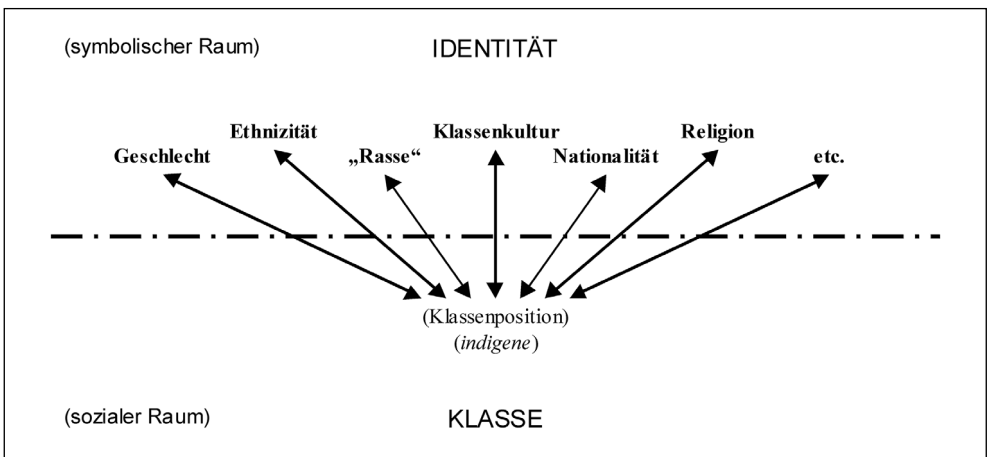 (symbolischer Raum) IDENTITÄT
Ethnizität Klassenkultur Religion
Geschlecht „Rasse“ Nationalität etc.
(Klassenposition)
(indigene)
(sozialer Raum) KLASSE